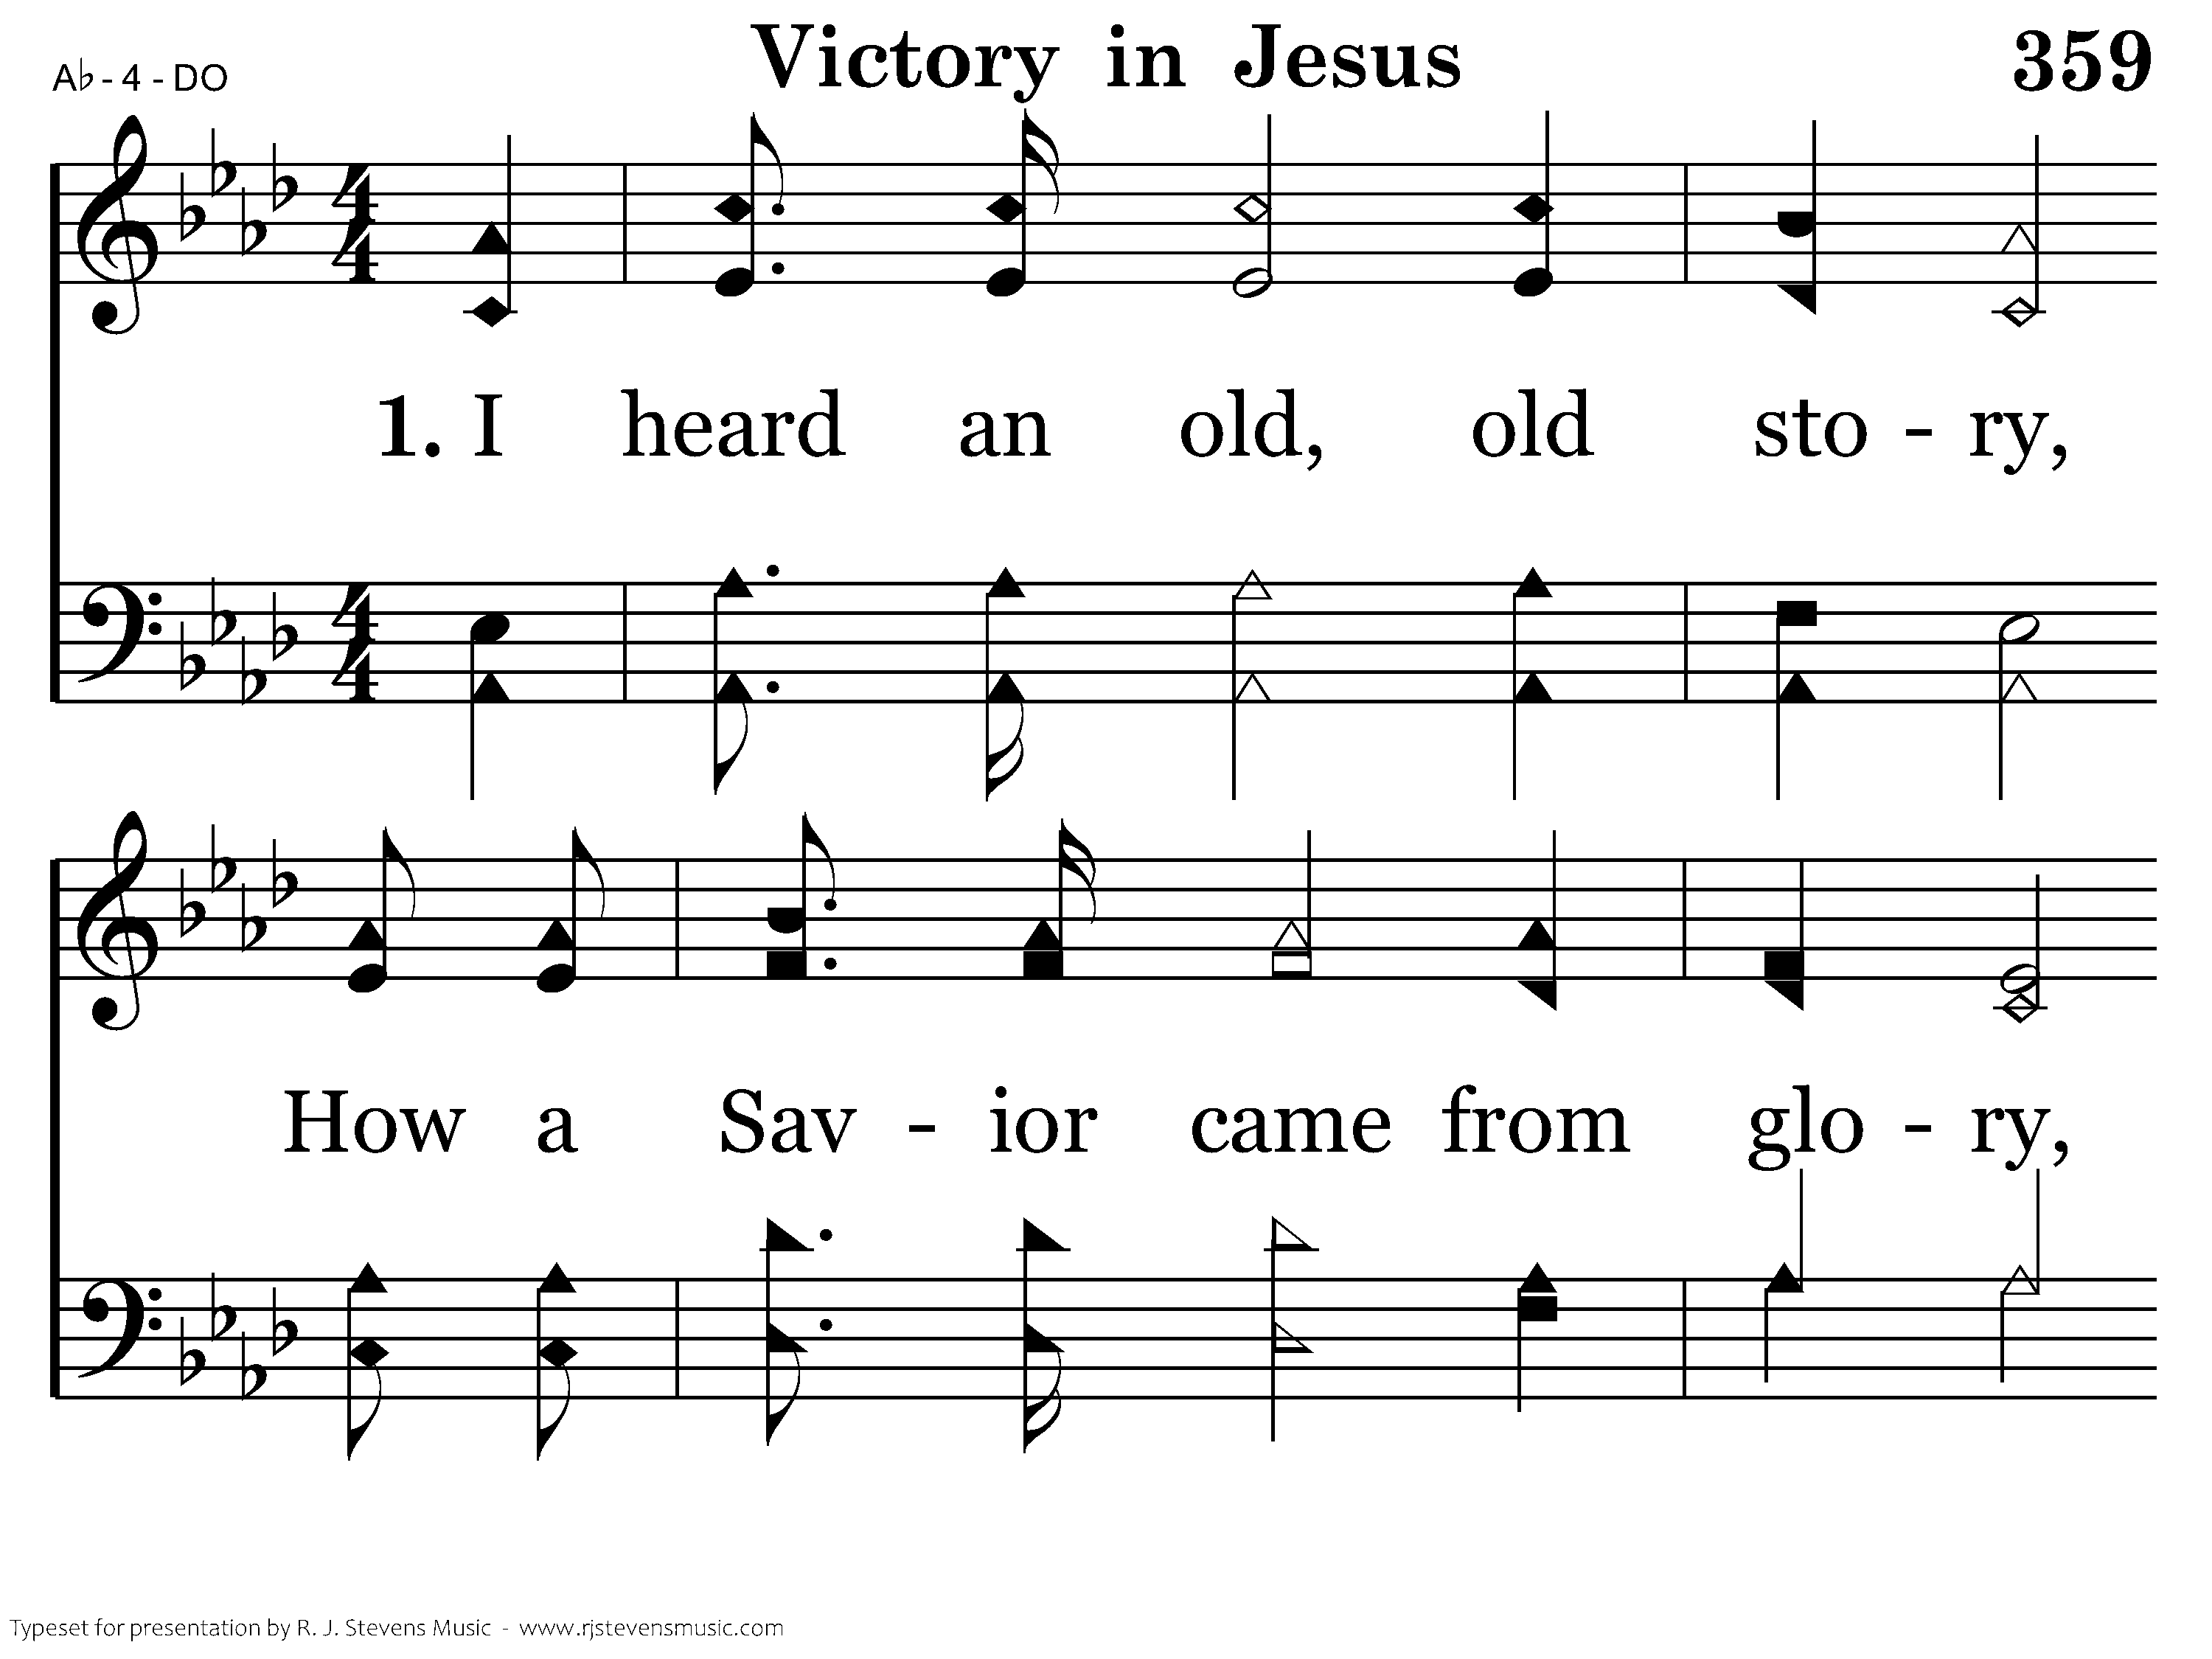 Victory in Jesus
A♭ - 4 - DO
359
1. I heard an old, old sto - ry,
How a Sav - ior came from glo - ry,
Typeset for presentation by R. J. Stevens Music - www.rjstevensmusic.com